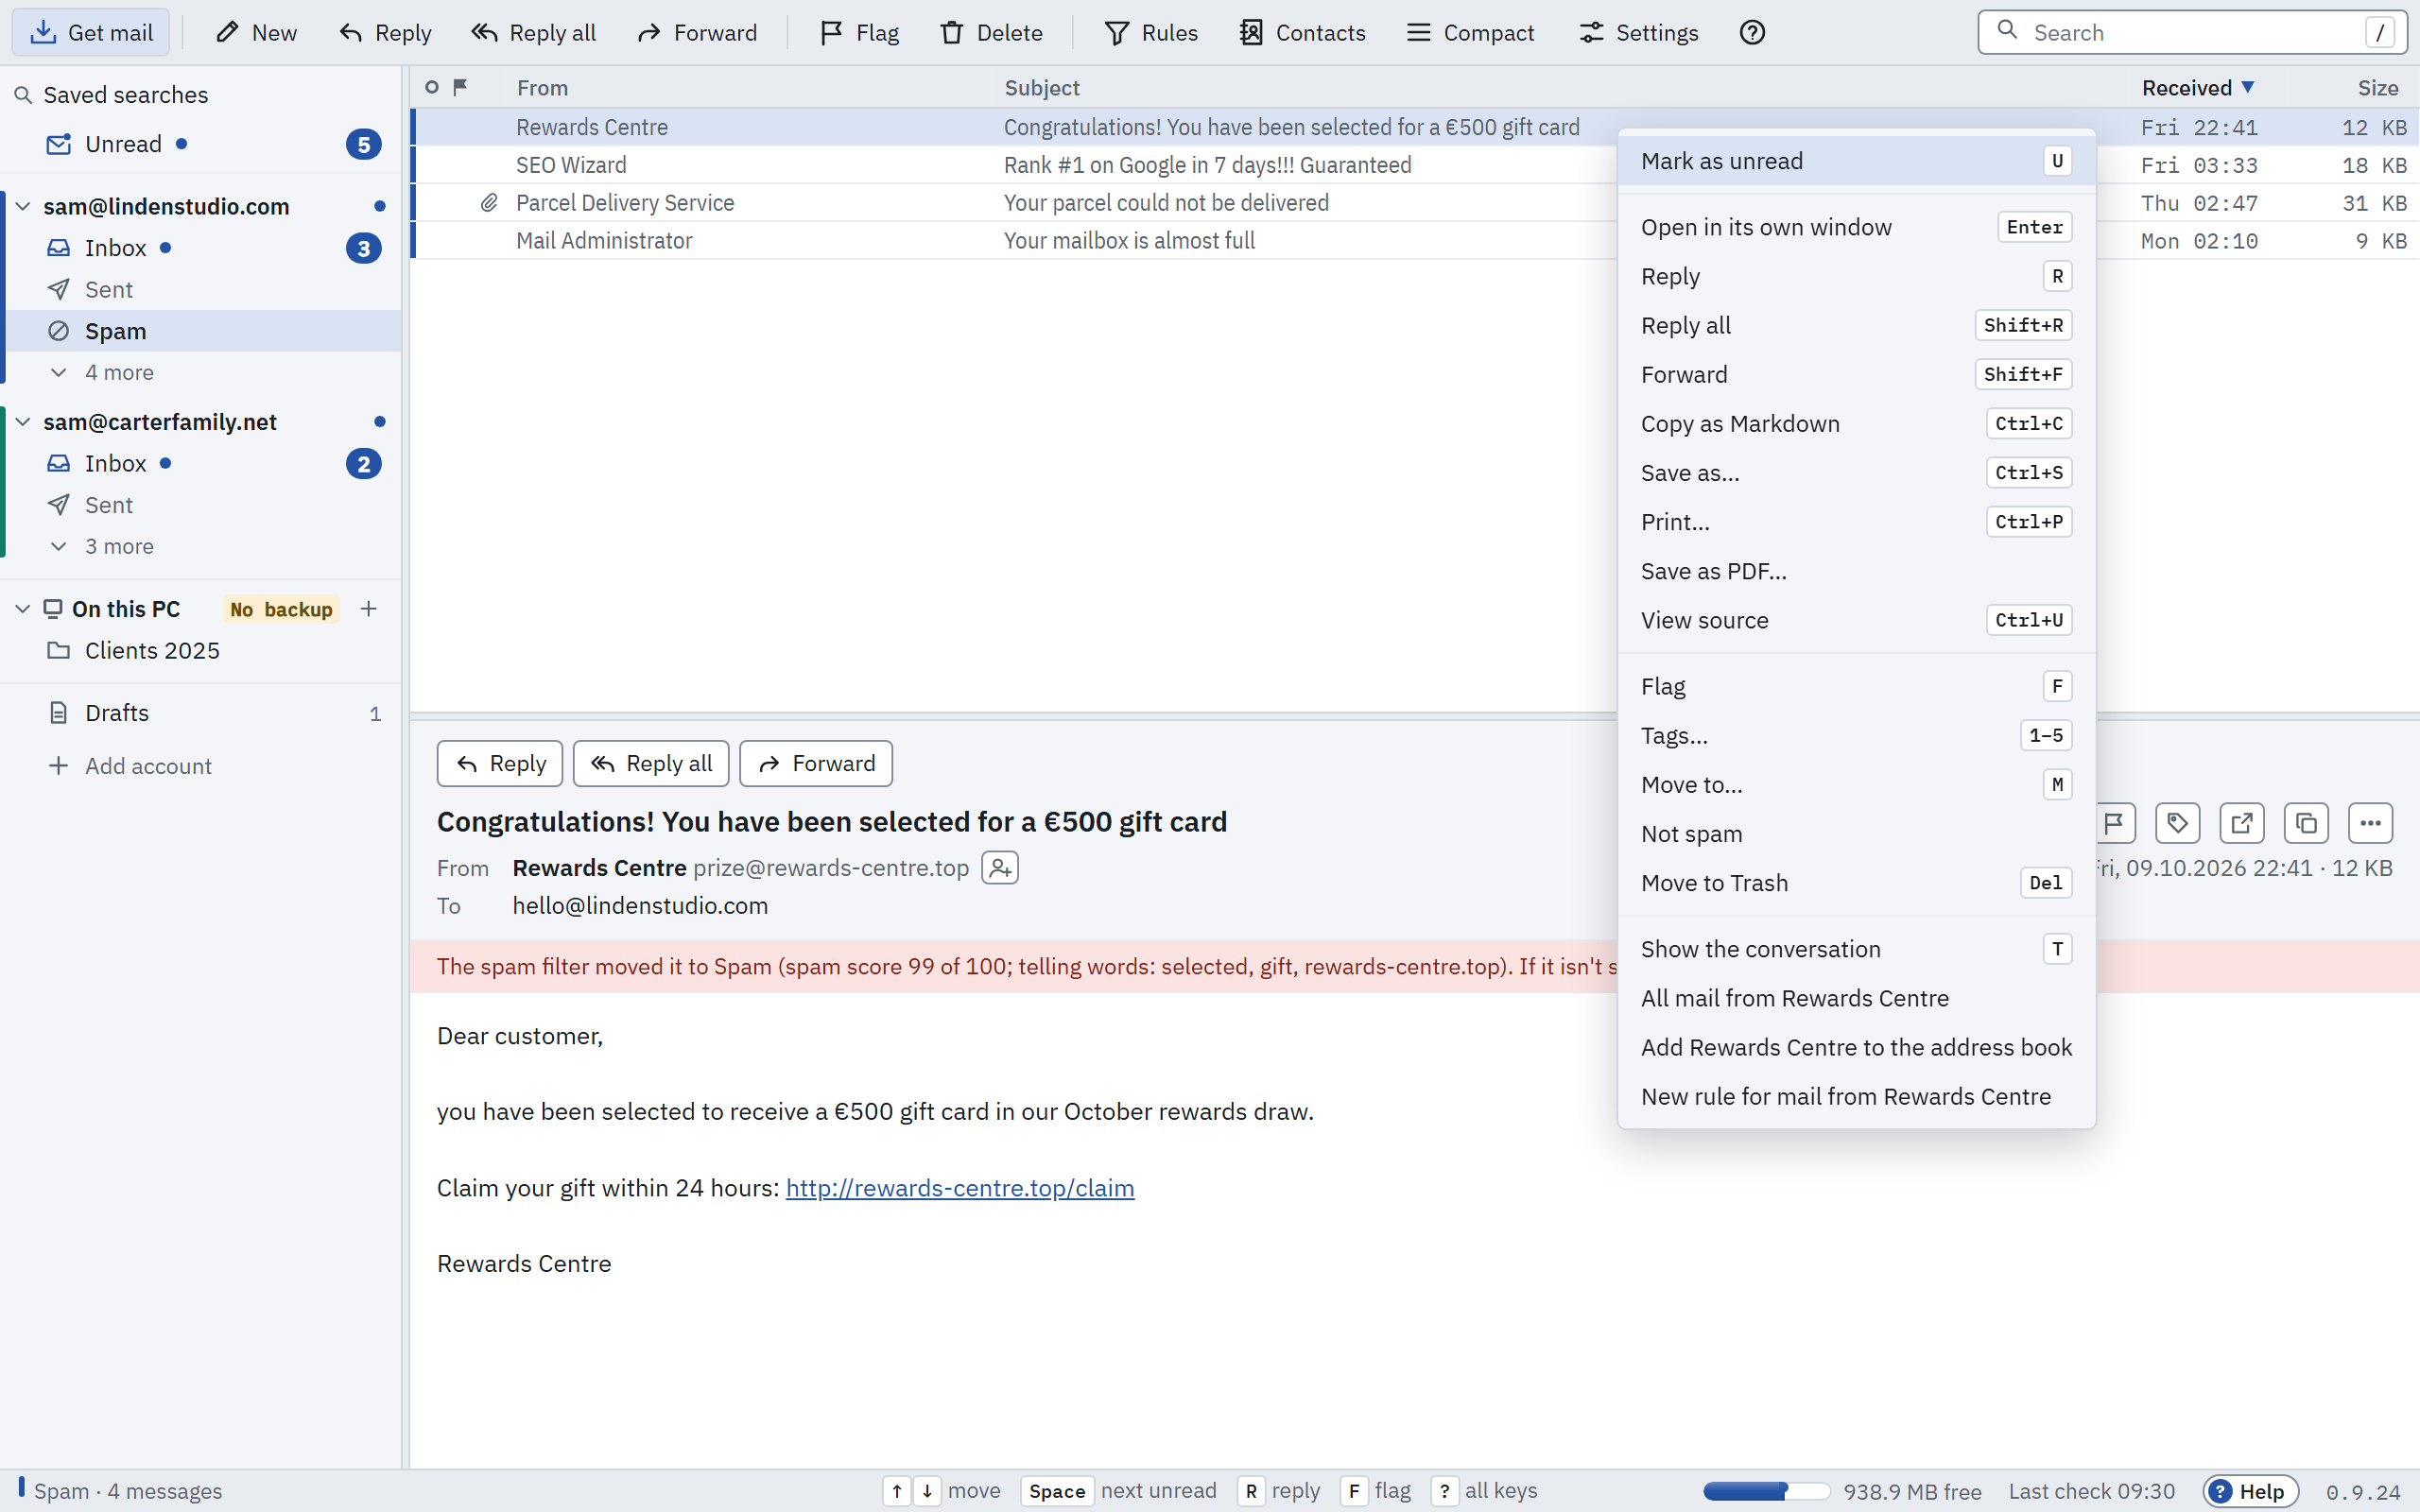 Get mail New Reply Reply all Forward Flag Delete Rules Contacts Compact Settings Search /
Saved searches
Unread 5
sam@lindenstudio.com
Inbox 3
Sent
Spam
4 more
sam@carterfamily.net
Inbox 2
Sent
3 more
On this PC No backup
Clients 2025
Drafts 1
Add account
From Subject Received Size
Rewards Centre Congratulations! You have been selected for a €500 gift card Fri 22:41 12 KB
SEO Wizard Rank #1 on Google in 7 days!!! Guaranteed Fri 03:33 18 KB
Parcel Delivery Service Your parcel could not be delivered Thu 02:47 31 KB
Mail Administrator Your mailbox is almost full Mon 02:10 9 KB
Mark as unread U
Open in its own window Enter
Reply R
Reply all Shift+R
Forward Shift+F
Copy as Markdown Ctrl+C
Save as... Ctrl+S
Print... Ctrl+P
Save as PDF...
View source Ctrl+U
Flag F
Tags... 1–5
Move to... M
Not spam
Move to Trash Del
Show the conversation T
All mail from Rewards Centre
Add Rewards Centre to the address book
New rule for mail from Rewards Centre
Reply Reply all Forward
Congratulations! You have been selected for a €500 gift card
From Rewards Centre prize@rewards-centre.top Fri, 09.10.2026 22:41 · 12 KB
To hello@lindenstudio.com
The spam filter moved it to Spam (spam score 99 of 100; telling words: selected, gift, rewards-centre.top). If it isn't s
Dear customer,
you have been selected to receive a €500 gift card in our October rewards draw.
Claim your gift within 24 hours: http://rewards-centre.top/claim
Rewards Centre
Spam · 4 messages ↑ ↓ move Space next unread R reply F flag ? all keys 938.9 MB free Last check 09:30 ? Help 0.9.24